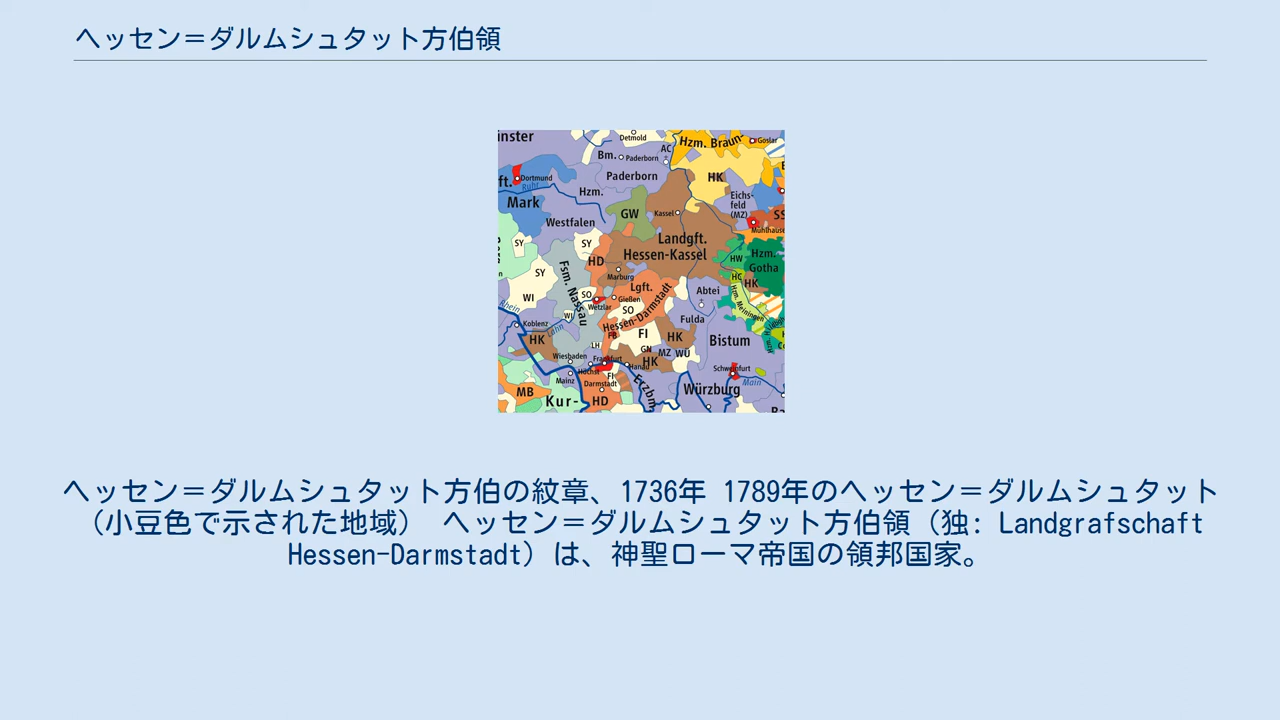 ヘッセン＝ダルムシュタット方伯領
Detmold
Goslar
Hzm. Braun-
AC
Bm.
Paderborn
Paderborn
HK
Dortmund
ft.
Ruhr
Mark
Hzm.
Westfalen
GW
Kassel
Eichs-
feld
(MZ)
SS
Mühlhause
SY
SY
Landgft.
Hessen-Kassel
HD
Hzm.
Gotha
HW
HC
HK
SY
Fsm. Nassau
Marburg
Lgft.
Hessen-Darmstadt
Abtei
Fulda
Hzm. Meiningen
WI
SO
Gießen
SO
Wetzlar
Rhein
WI
Koblenz
Lahn
FB
FI
HK
HK
LH
GN
MZ
WÜ
Bistum
Würzburg
Wiesbaden
Frankfurt
HK
Hanau
Höchst
FI
Schweinfurt
Main
Mainz
Darmstadt
Erzbm.
MB
Kur-
HD
Ba
ヘッセン＝ダルムシュタット方伯の紋章、1736年 1789年のヘッセン＝ダルムシュタット
（小豆色で示された地域） ヘッセン＝ダルムシュタット方伯領（独: Landgrafschaft
Hessen-Darmstadt）は、神聖ローマ帝国の領邦国家。